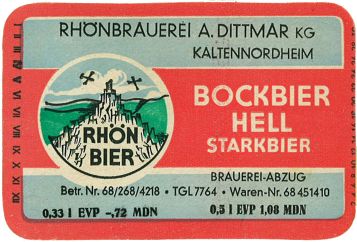 RHÖNBRAUEREI A. DITTMAR KG
KALTENNORDHEIM
RHÖN
BIER
BOCKBIER
HELL
STARKBIER
BRAUEREI-ABZUG
Betr. Nr. 68/268/4218 • TGL 7764 • Waren-Nr. 68 451410
0,33 l EVP -,72 MDN
0,5 l EVP 1,08 MDN